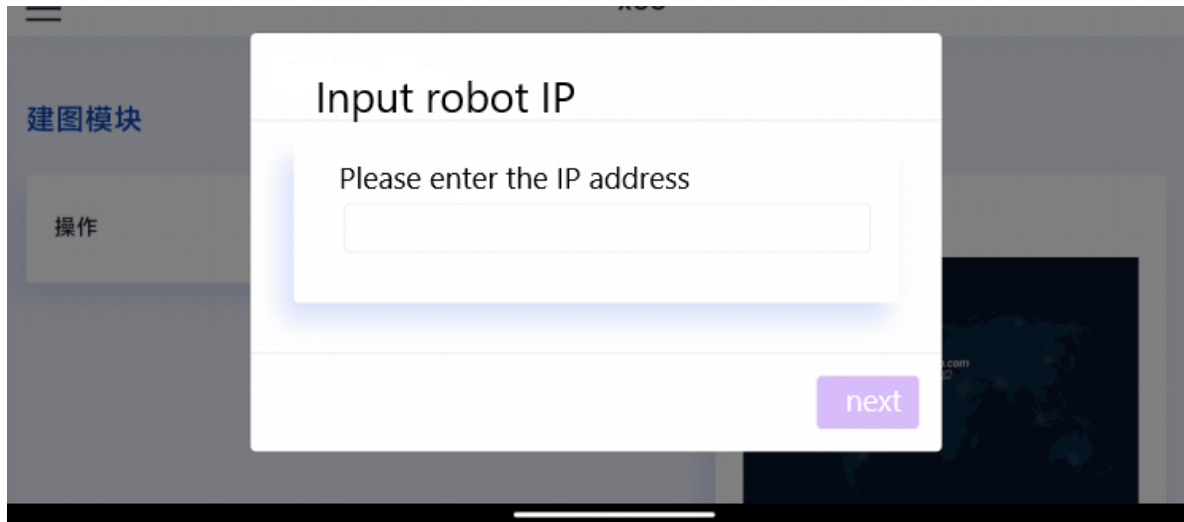 建图模块
Input robot IP
Please enter the IP address
操作
next